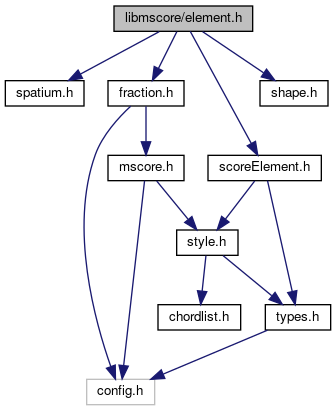 libmscore/element.h
spatium.h
fraction.h
shape.h
mscore.h
scoreElement.h
style.h
chordlist.h
types.h
config.h